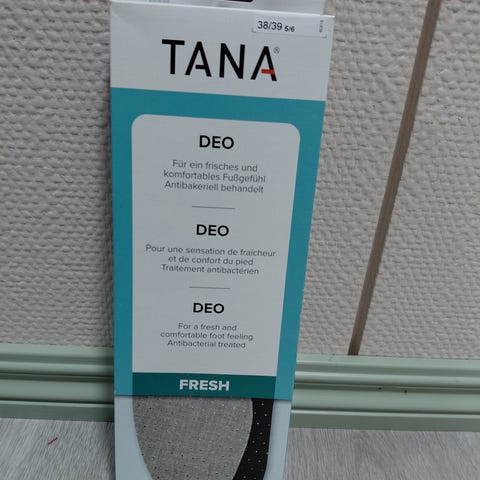 38/39 5/6
TANA®
DEO
Für ein frisches und
komfortables Fußgefühl
Antibakeriell behandelt
DEO
Pour une sensation de fraîcheur
et de confort du pied
Traitement antibactérien
DEO
For a fresh and
comfortable foot feeling
Antibacterial treated
FRESH